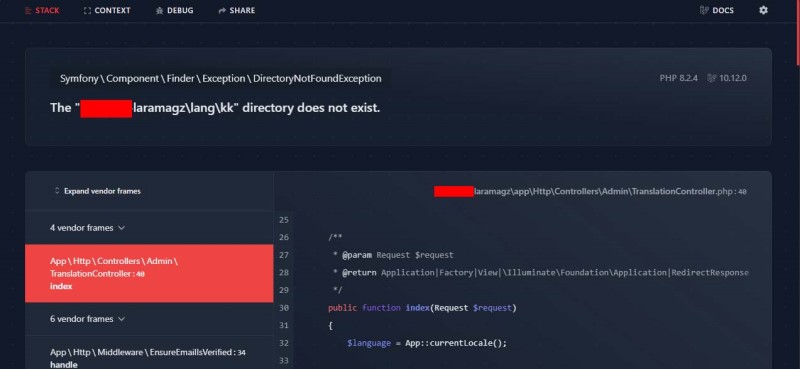 STACK CONTEXT DEBUG SHARE DOCS
Symfony \ Component \ Finder \ Exception \ DirectoryNotFoundException
PHP 8.2.4 10.12.0
The " laramagz\lang\kk" directory does not exist.
Expand vendor frames
laramagz\app\Http\Controllers\Admin\TranslationController.php : 40
4 vendor frames
App \ Http \ Controllers \ Admin \
TranslationController : 40
index
6 vendor frames
App \ Http \ Middleware \ EnsureEmailIsVerified : 34
handle
25
26 /**
27 * @param Request $request
28 * @return Application|Factory|View|\Illuminate\Foundation\Application|RedirectResponse
29 */
30 public function index(Request $request)
31 {
32 $language = App::currentLocale();
33